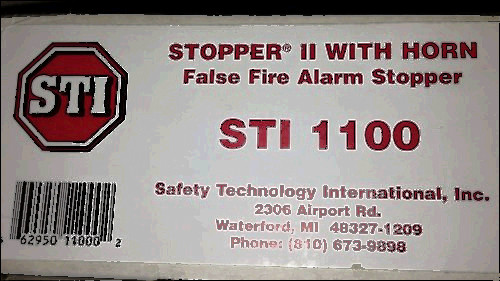 STOPPER® II WITH HORN
False Fire Alarm Stopper
STI
STI 1100
Safety Technology International, Inc.
2306 Airport Rd.
Waterford, MI 48327-1209
Phone: (810) 673-9898
62950 11000 2